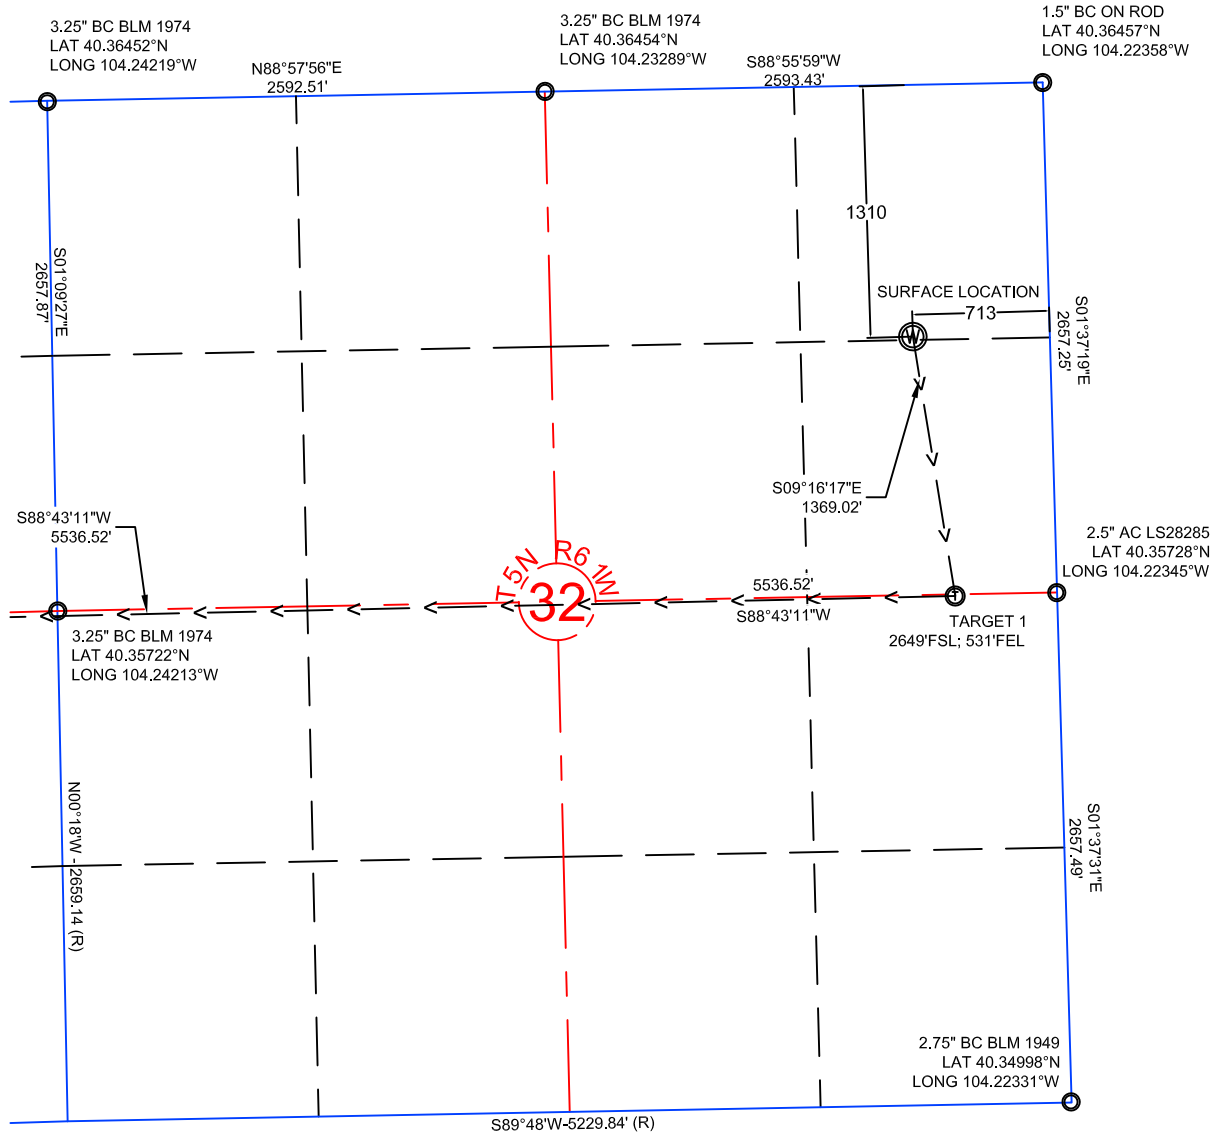 3.25" BC BLM 1974
LAT 40.36452°N
LONG 104.24219°W
3.25" BC BLM 1974
LAT 40.36454°N
LONG 104.23289°W
1.5" BC ON ROD
LAT 40.36457°N
LONG 104.22358°W
N88°57'56"E
2592.51'
S88°55'59"W
2593.43'
1310
S01°09'27"E
2657.87'
SURFACE LOCATION
713
W
S01°37'19"E
2657.25'
S09°16'17"E
1369.02'
S88°43'11"W
5536.52'
2.5" AC LS28285
LAT 40.35728°N
LONG 104.22345°W
T 5N R6 1W
32
5536.52'
S88°43'11"W
T
TARGET 1
2649'FSL; 531'FEL
3.25" BC BLM 1974
LAT 40.35722°N
LONG 104.24213°W
N00°18'W - 2659.14 (R)
S01°37'31"E
2657.49'
2.75" BC BLM 1949
LAT 40.34998°N
LONG 104.22331°W
S89°48'W-5229.84' (R)